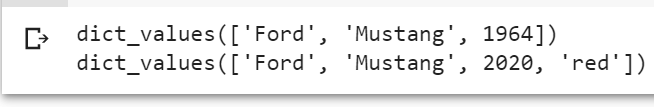 dict_values(['Ford', 'Mustang', 1964])
dict_values(['Ford', 'Mustang', 2020, 'red'])